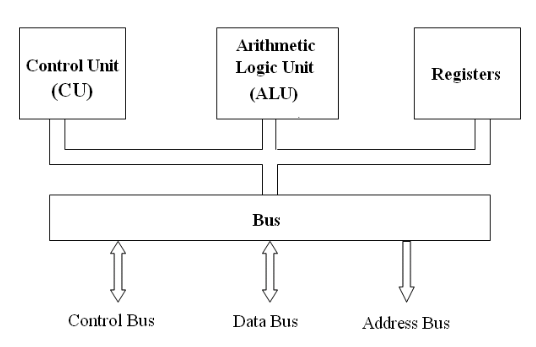 Control Unit
(CU)
Arithmetic
Logic Unit
(ALU)
Registers
Bus
Control Bus
Data Bus
Address Bus